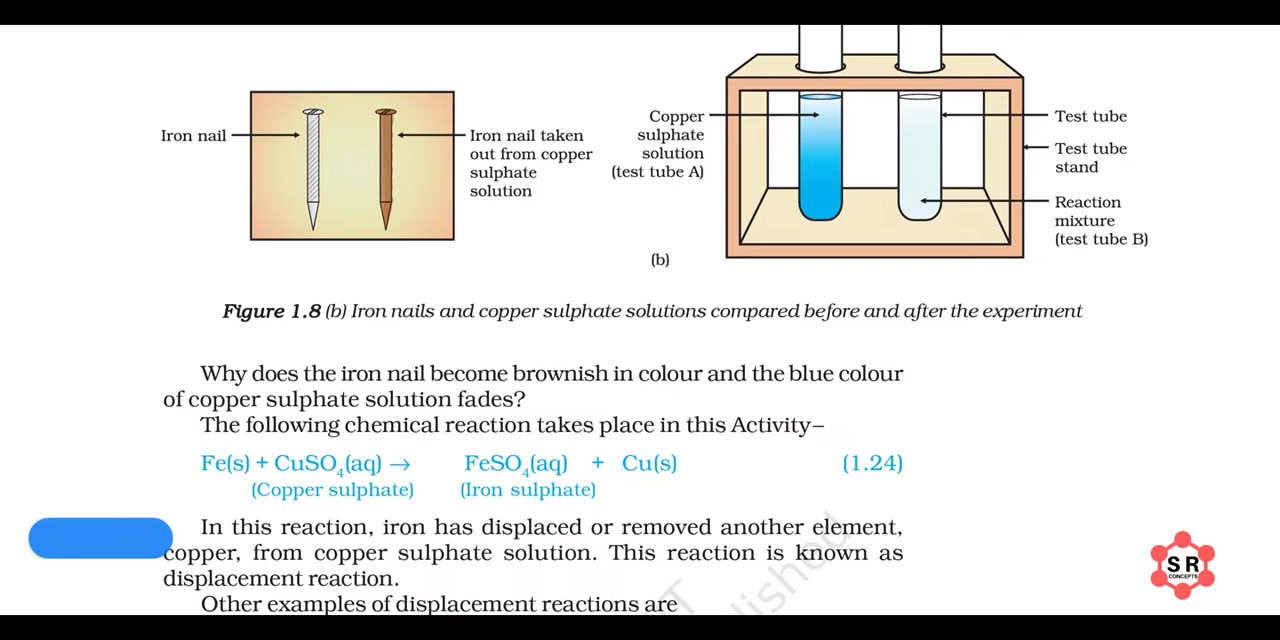 Iron nail
Iron nail taken
out from copper
sulphate
solution
Copper
sulphate
solution
(test tube A)
Test tube
Test tube
stand
Reaction
mixture
(test tube B)
(b)
Figure 1.8 (b) Iron nails and copper sulphate solutions compared before and after the experiment
Why does the iron nail become brownish in colour and the blue colour
of copper sulphate solution fades?
The following chemical reaction takes place in this Activity–
Fe(s) + CuSO₄(aq) → FeSO₄(aq) + Cu(s) (1.24)
(Copper sulphate) (Iron sulphate)
In this reaction, iron has displaced or removed another element,
copper, from copper sulphate solution. This reaction is known as
displacement reaction.
Other examples of displacement reactions are
S R
CONCEPTS